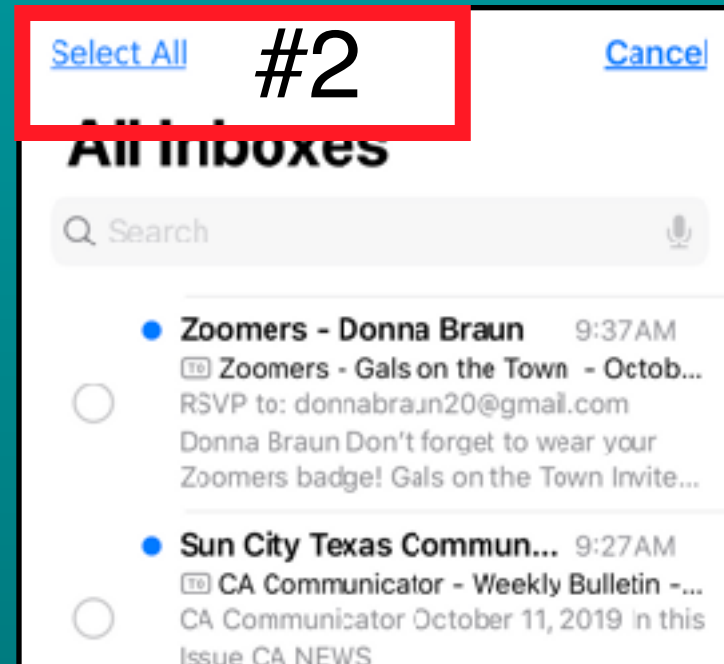 Select All #2 Cancel
All Inboxes
Search
Zoomers - Donna Braun 9:37AM
TO Zoomers - Gals on the Town - Octob...
RSVP to: donnabraun20@gmail.com
Donna Braun Don't forget to wear your
Zoomers badge! Gals on the Town Invite...
Sun City Texas Commun... 9:27AM
TO CA Communicator - Weekly Bulletin -...
CA Communicator October 11, 2019 In this
Issue CA NEWS